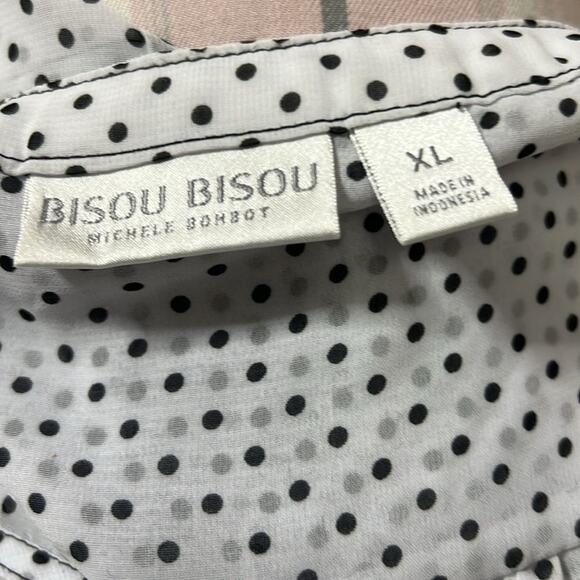 BISOU BISOU
MICHELE BOHBOT
XL
MADE IN
INDONESIA